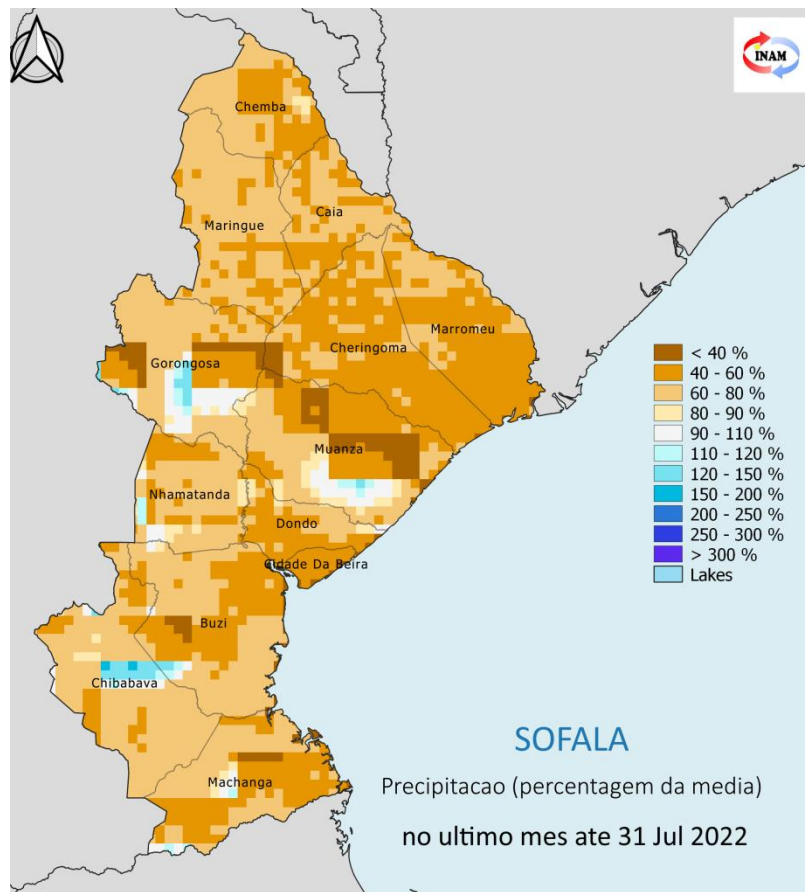 INAM
Chemba
Caia
Maringue
Marromeu
Cheringoma
Gorongosa
Muanza
Nhamatanda
Dondo
Cidade Da Beira
Buzi
Chibabava
Machanga
< 40 %
40 - 60 %
60 - 80 %
80 - 90 %
90 - 110 %
110 - 120 %
120 - 150 %
150 - 200 %
200 - 250 %
250 - 300 %
> 300 %
Lakes
SOFALA
Precipitacao (percentagem da media)
no ultimo mes ate 31 Jul 2022